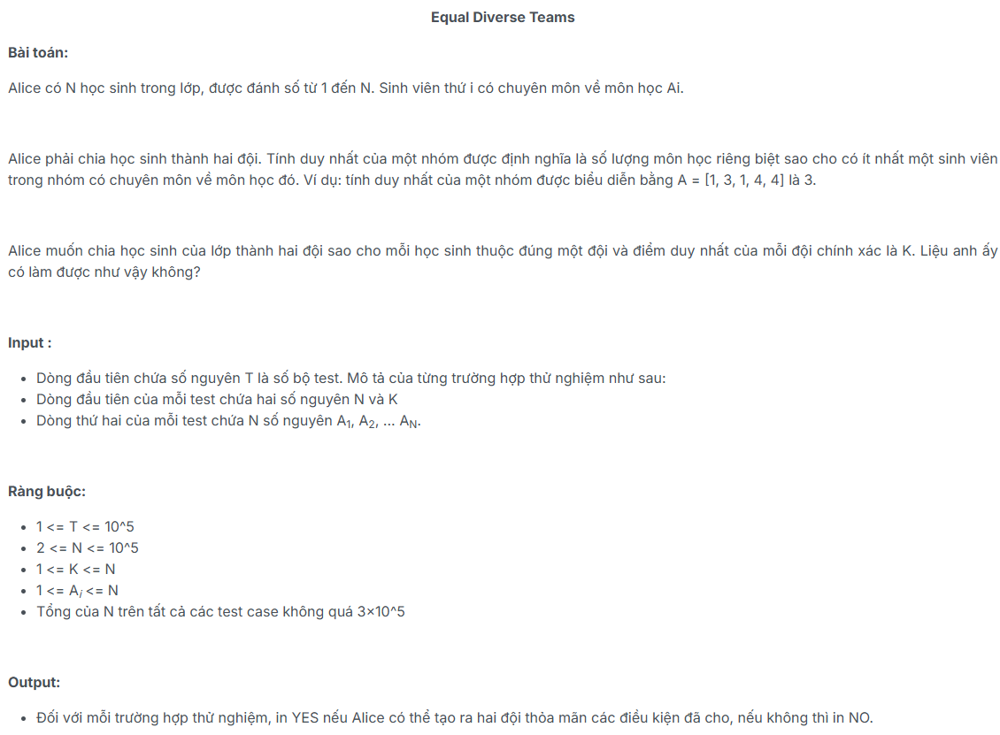 Equal Diverse Teams
Bài toán:
Alice có N học sinh trong lớp, được đánh số từ 1 đến N. Sinh viên thứ i có chuyên môn về môn học Ai.
Alice phải chia học sinh thành hai đội. Tính duy nhất của một nhóm được định nghĩa là số lượng môn học riêng biệt sao cho có ít nhất một sinh viên
trong nhóm có chuyên môn về môn học đó. Ví dụ: tính duy nhất của một nhóm được biểu diễn bằng A = [1, 3, 1, 4, 4] là 3.
Alice muốn chia học sinh của lớp thành hai đội sao cho mỗi học sinh thuộc đúng một đội và điểm duy nhất của mỗi đội chính xác là K. Liệu anh ấy
có làm được như vậy không?
Input :
• Dòng đầu tiên chứa số nguyên T là số bộ test. Mô tả của từng trường hợp thử nghiệm như sau:
• Dòng đầu tiên của mỗi test chứa hai số nguyên N và K
• Dòng thứ hai của mỗi test chứa N số nguyên A₁, A₂, ... A_N.
Ràng buộc:
• 1 <= T <= 10^5
• 2 <= N <= 10^5
• 1 <= K <= N
• 1 <= Aᵢ <= N
• Tổng của N trên tất cả các test case không quá 3×10^5
Output:
• Đối với mỗi trường hợp thử nghiệm, in YES nếu Alice có thể tạo ra hai đội thỏa mãn các điều kiện đã cho, nếu không thì in NO.